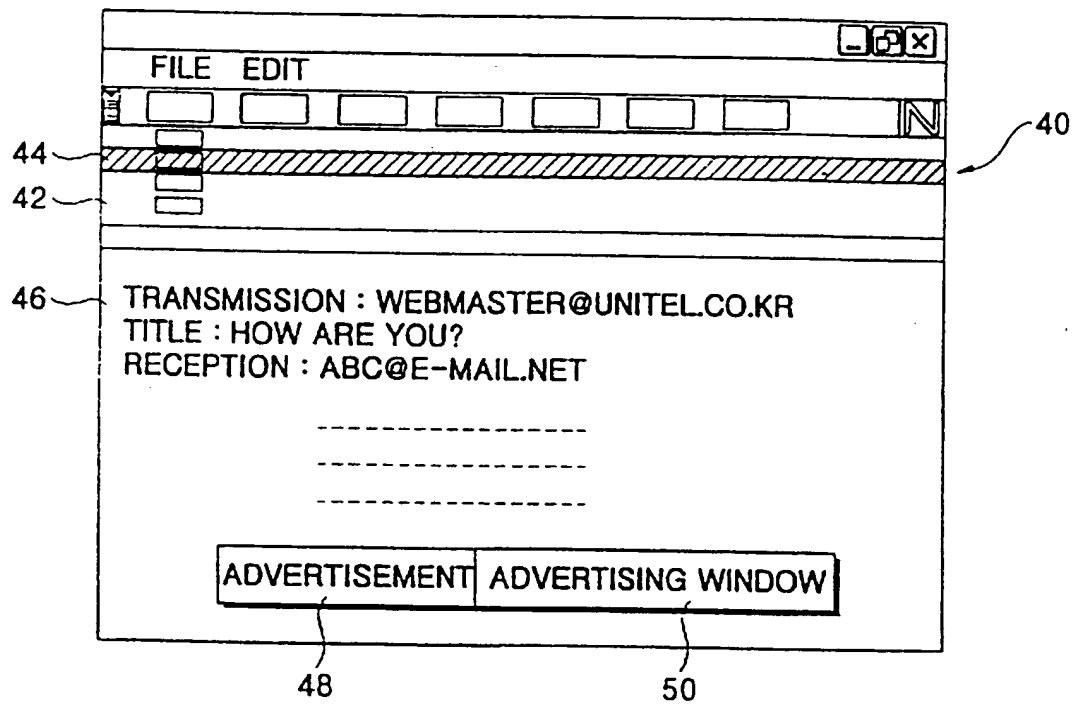 FILE EDIT
N
40
44
42
46
TRANSMISSION : WEBMASTER@UNITEL.CO.KR
TITLE : HOW ARE YOU?
RECEPTION : ABC@E-MAIL.NET
ADVERTISEMENT ADVERTISING WINDOW
48 50